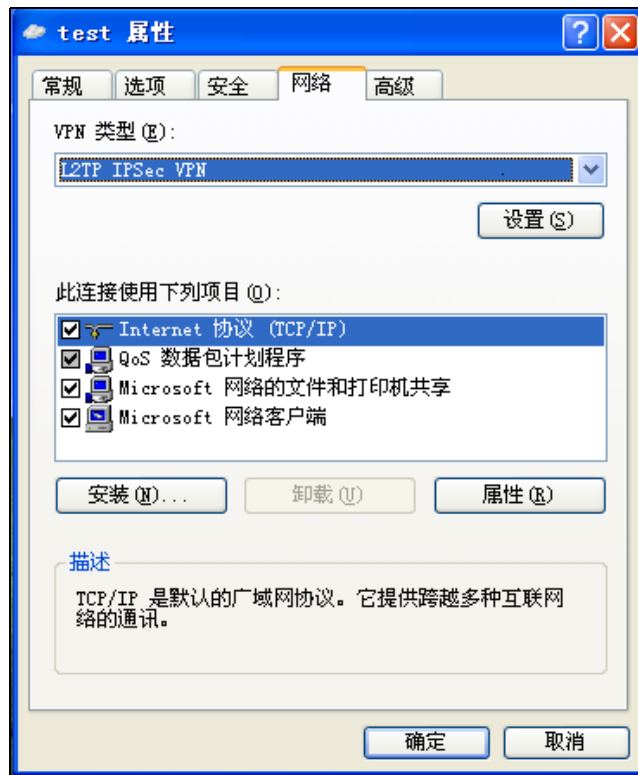 test 属性
常规 选项 安全 网络 高级
VPN 类型(E):
L2TP IPSec VPN
设置(S)
此连接使用下列项目(O):
Internet 协议 (TCP/IP)
QoS 数据包计划程序
Microsoft 网络的文件和打印机共享
Microsoft 网络客户端
安装(N)... 卸载(U) 属性(R)
描述
TCP/IP 是默认的广域网协议。它提供跨越多种互联网
络的通讯。
确定 取消